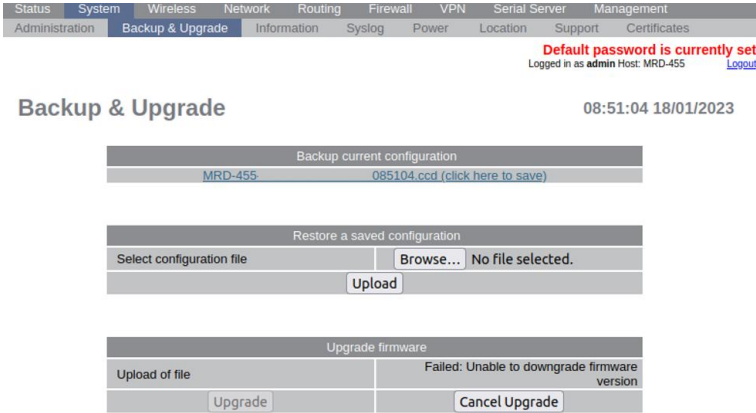 Status System Wireless Network Routing Firewall VPN Serial Server Management
Administration Backup & Upgrade Information Syslog Power Location Support Certificates
Default password is currently set
Logged in as admin Host: MRD-455 Logout
Backup & Upgrade 08:51:04 18/01/2023
Backup current configuration
MRD-455- 085104.ccd (click here to save)
Restore a saved configuration
Select configuration file Browse... No file selected.
Upload
Upgrade firmware
Upload of file Failed: Unable to downgrade firmware
version
Upgrade Cancel Upgrade